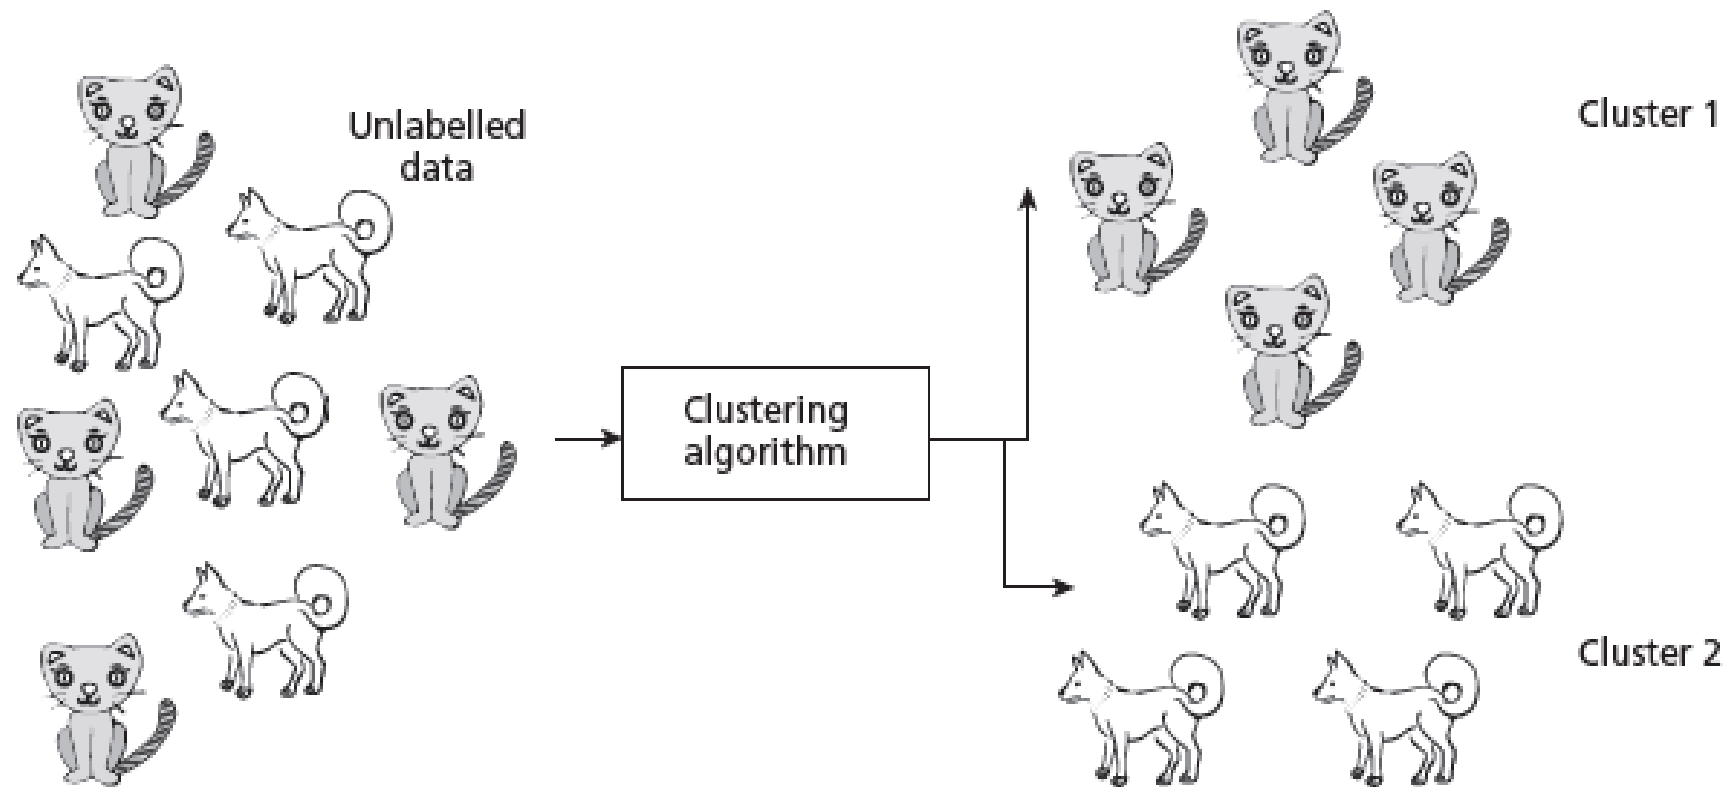 Unlabelled
data
Clustering
algorithm
Cluster 1
Cluster 2